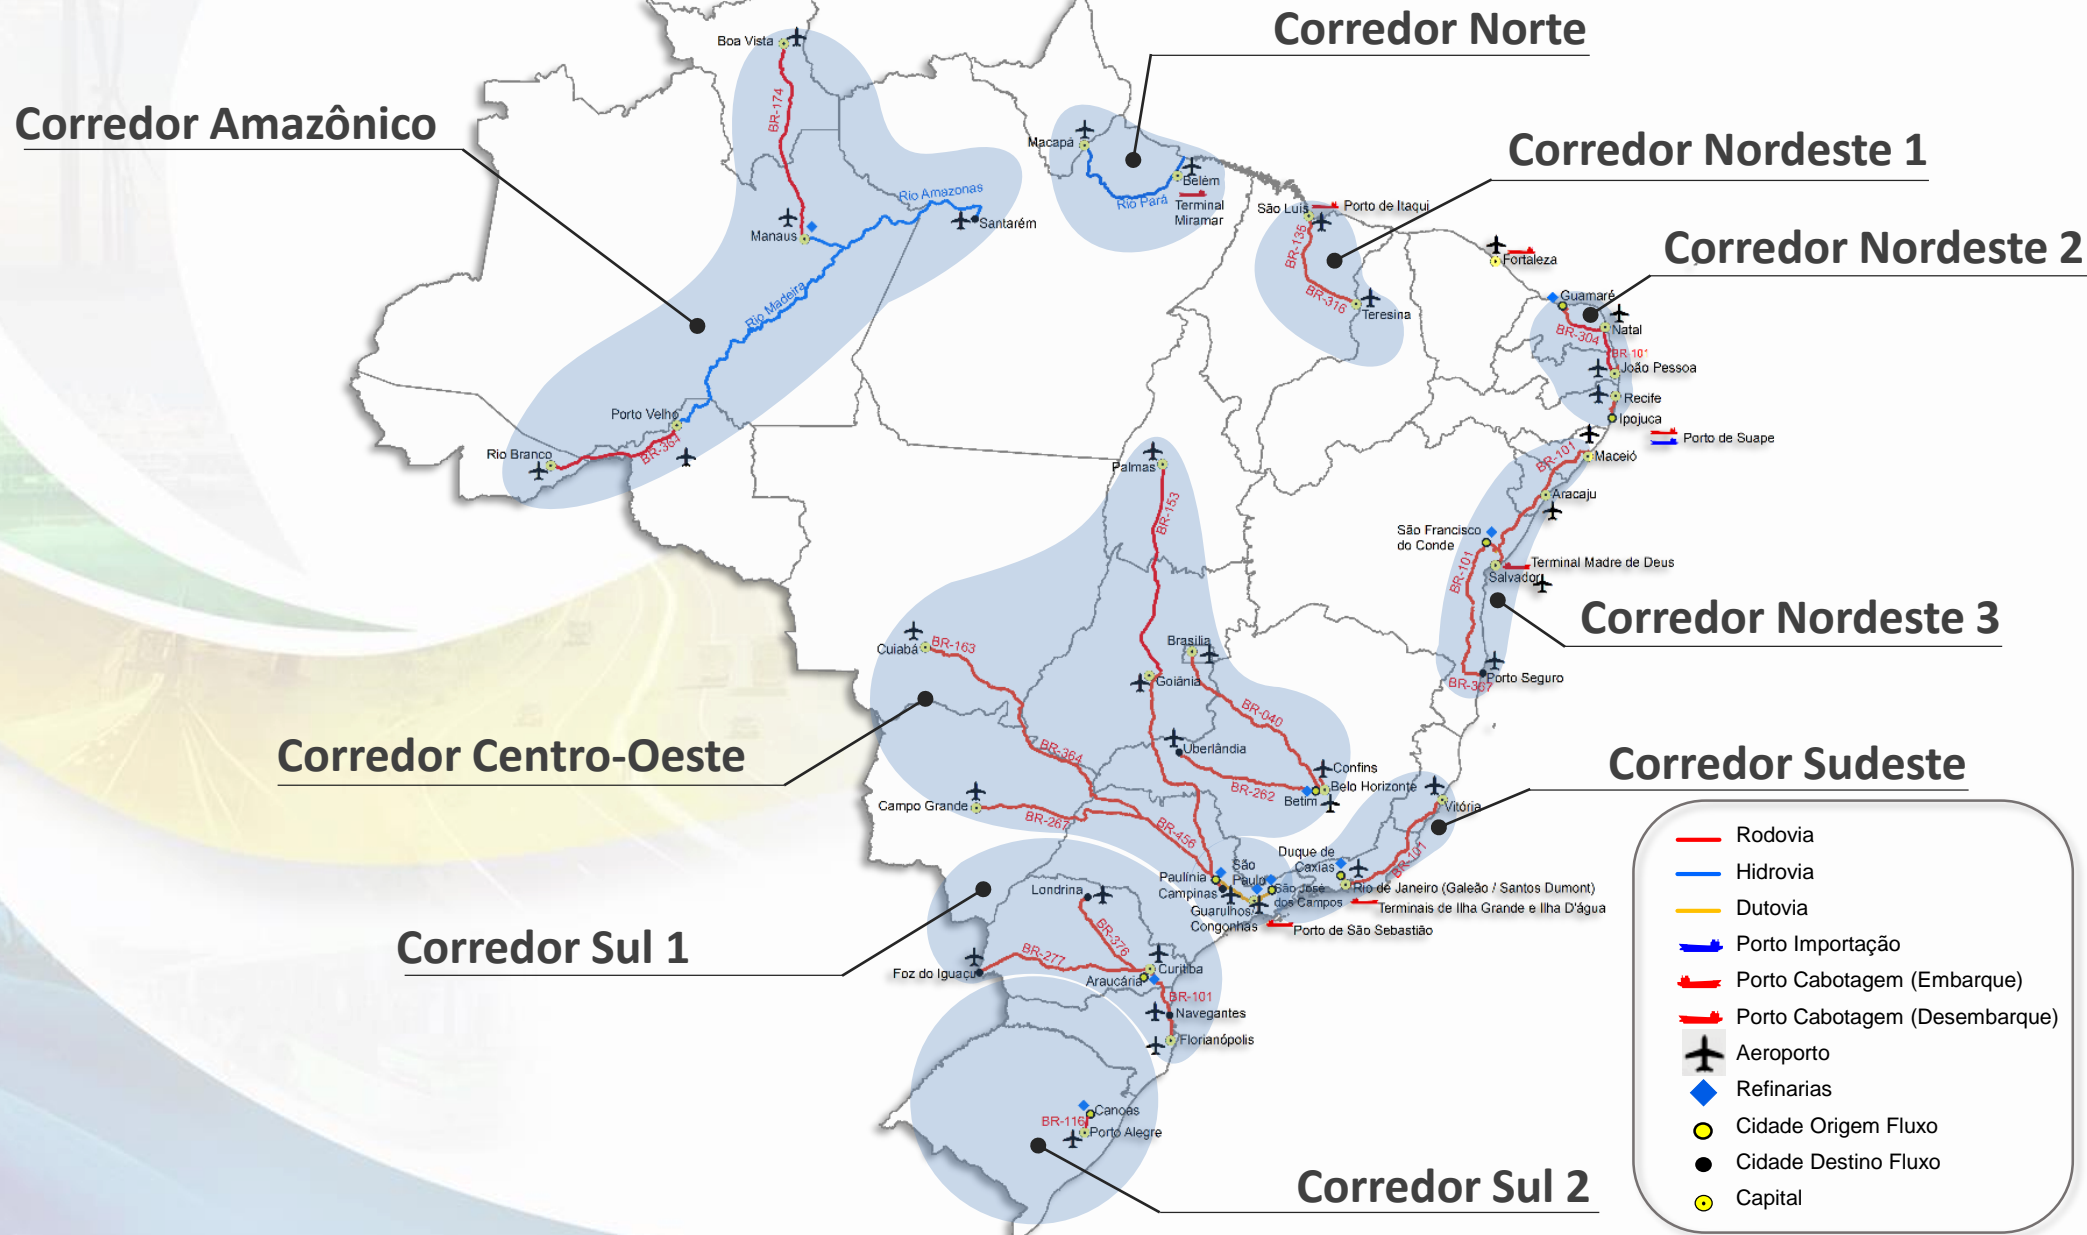 Corredor Norte
Boa Vista
BR-174
Corredor Amazônico
Macapá
Belém
Rio Pará
Terminal
Miramar
Corredor Nordeste 1
Rio Amazonas
Santarém
Manaus
São Luís
Porto de Itaqui
BR-135
BR-316
Teresina
Fortaleza
Corredor Nordeste 2
Guamaré
BR-304
Natal
BR-101
João Pessoa
Recife
Ipojuca
Porto de Suape
Rio Madeira
Porto Velho
Rio Branco
BR-364
Palmas
BR-153
BR-101
Maceió
Aracaju
São Francisco
do Conde
BR-101
Terminal Madre de Deus
Salvador
Corredor Nordeste 3
Porto Seguro
BR-367
Cuiabá
BR-163
Brasília
Goiânia
BR-040
Corredor Centro-Oeste
BR-364
Uberlândia
BR-262
Confins
Belo Horizonte
Betim
Campo Grande
BR-267
BR-456
Corredor Sudeste
Vitória
BR-101
Duque de
Caxias
São
Paulo
Paulínia
Campinas
São José
dos Campos
Guarulhos/
Congonhas
Rio de Janeiro (Galeão / Santos Dumont)
Terminais de Ilha Grande e Ilha D'água
Porto de São Sebastião
Londrina
BR-376
Corredor Sul 1
BR-277
Foz do Iguaçu
Curitiba
Araucária
BR-101
Navegantes
Florianópolis
Canoas
BR-116
Porto Alegre
Corredor Sul 2
Rodovia
Hidrovia
Dutovia
Porto Importação
Porto Cabotagem (Embarque)
Porto Cabotagem (Desembarque)
Aeroporto
Refinarias
Cidade Origem Fluxo
Cidade Destino Fluxo
Capital